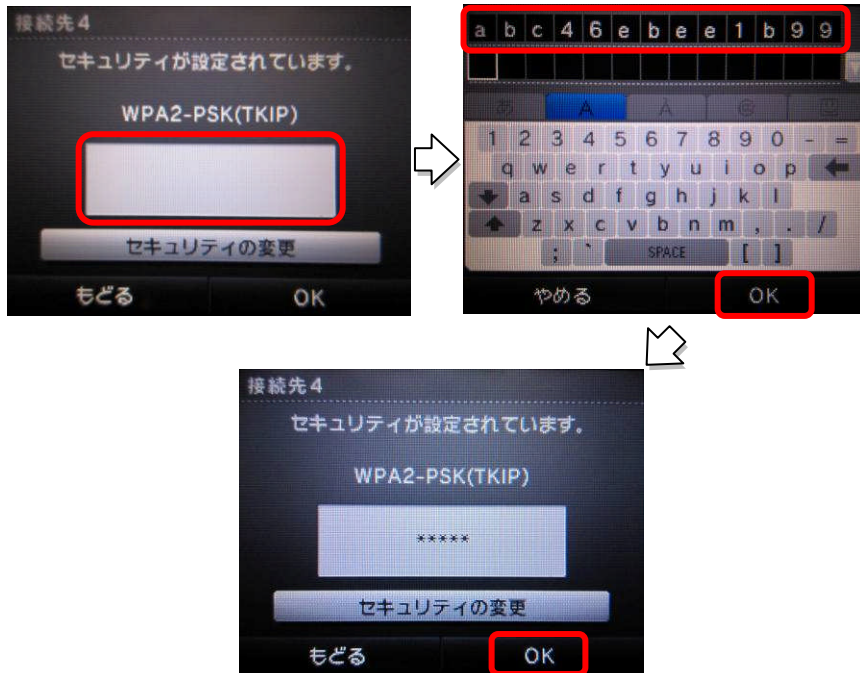 接続先4
セキュリティが設定されています.
WPA2-PSK(TKIP)
セキュリティの変更
もどる OK
a b c 4 6 e b e e 1 b 9 9
あ A À @
1 2 3 4 5 6 7 8 9 0 - =
q w e r t y u i o p
a s d f g h j k l
z x c v b n m , . /
; ` SPACE [ ]
やめる OK
接続先4
セキュリティが設定されています.
WPA2-PSK(TKIP)
*****
セキュリティの変更
もどる OK